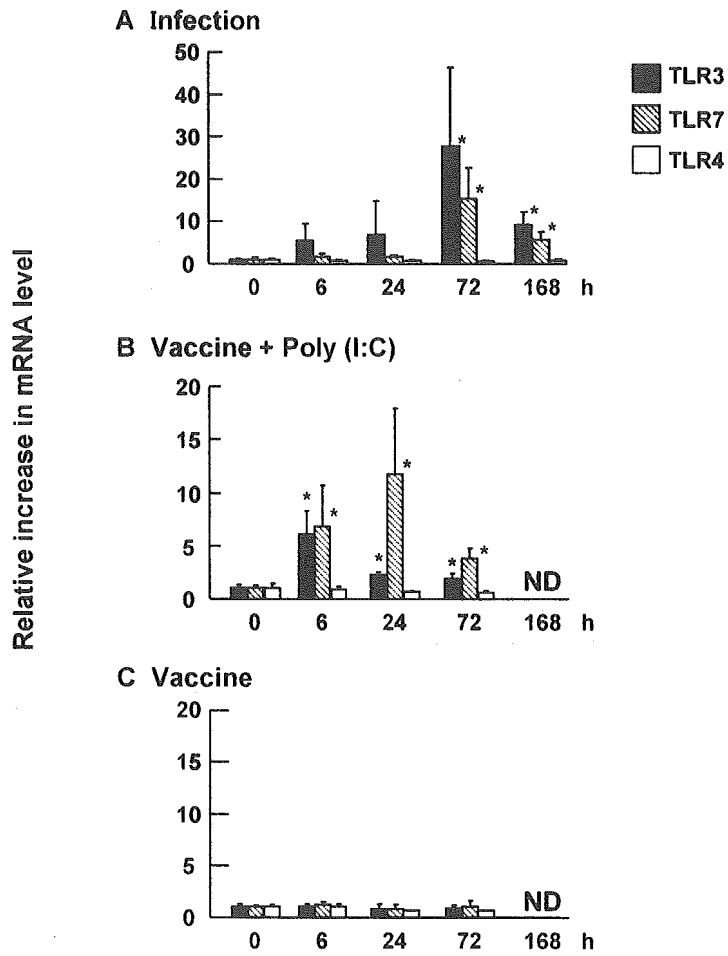 A Infection
50
40
30
20
10
0
* * * *
0 6 24 72 168 h
TLR3
TLR7
TLR4
Relative increase in mRNA level
B Vaccine + Poly (I:C)
20
15
10
5
0
* * * * * *
ND
0 6 24 72 168 h
C Vaccine
20
15
10
5
0
ND
0 6 24 72 168 h